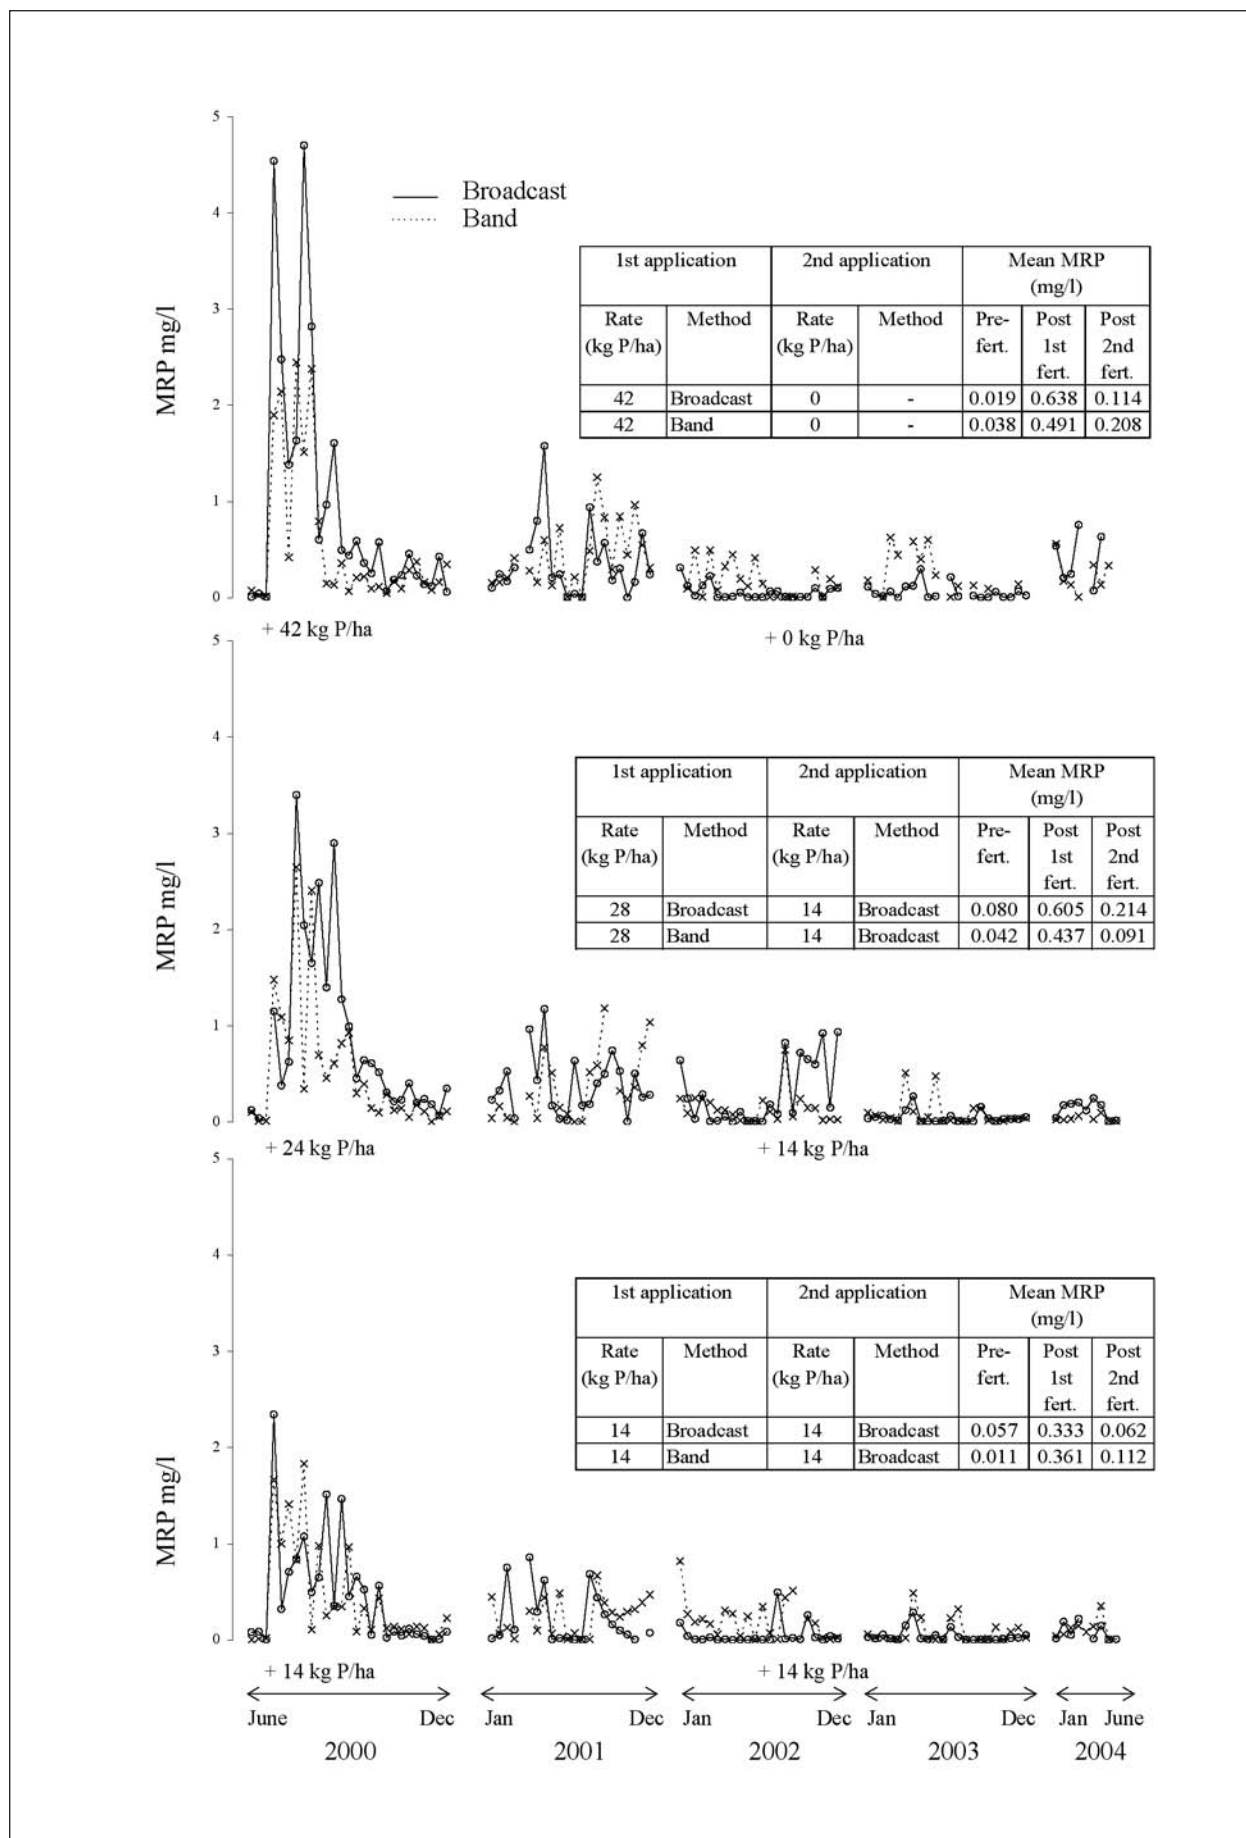 5
4
3
2
1
0
MRP mg/l
Broadcast
Band
1st application 2nd application Mean MRP
(mg/l)
Rate Method Rate Method Pre- Post Post
(kg P/ha) (kg P/ha) fert. 1st 2nd
fert. fert.
42 Broadcast 0 - 0.019 0.638 0.114
42 Band 0 - 0.038 0.491 0.208
+ 42 kg P/ha + 0 kg P/ha
5
4
3
2
1
0
MRP mg/l
1st application 2nd application Mean MRP
(mg/l)
Rate Method Rate Method Pre- Post Post
(kg P/ha) (kg P/ha) fert. 1st 2nd
fert. fert.
28 Broadcast 14 Broadcast 0.080 0.605 0.214
28 Band 14 Broadcast 0.042 0.437 0.091
+ 24 kg P/ha + 14 kg P/ha
5
4
3
2
1
0
MRP mg/l
1st application 2nd application Mean MRP
(mg/l)
Rate Method Rate Method Pre- Post Post
(kg P/ha) (kg P/ha) fert. 1st 2nd
fert. fert.
14 Broadcast 14 Broadcast 0.057 0.333 0.062
14 Band 14 Broadcast 0.011 0.361 0.112
+ 14 kg P/ha + 14 kg P/ha
June Dec Jan Dec Jan Dec Jan Dec Jan June
2000 2001 2002 2003 2004